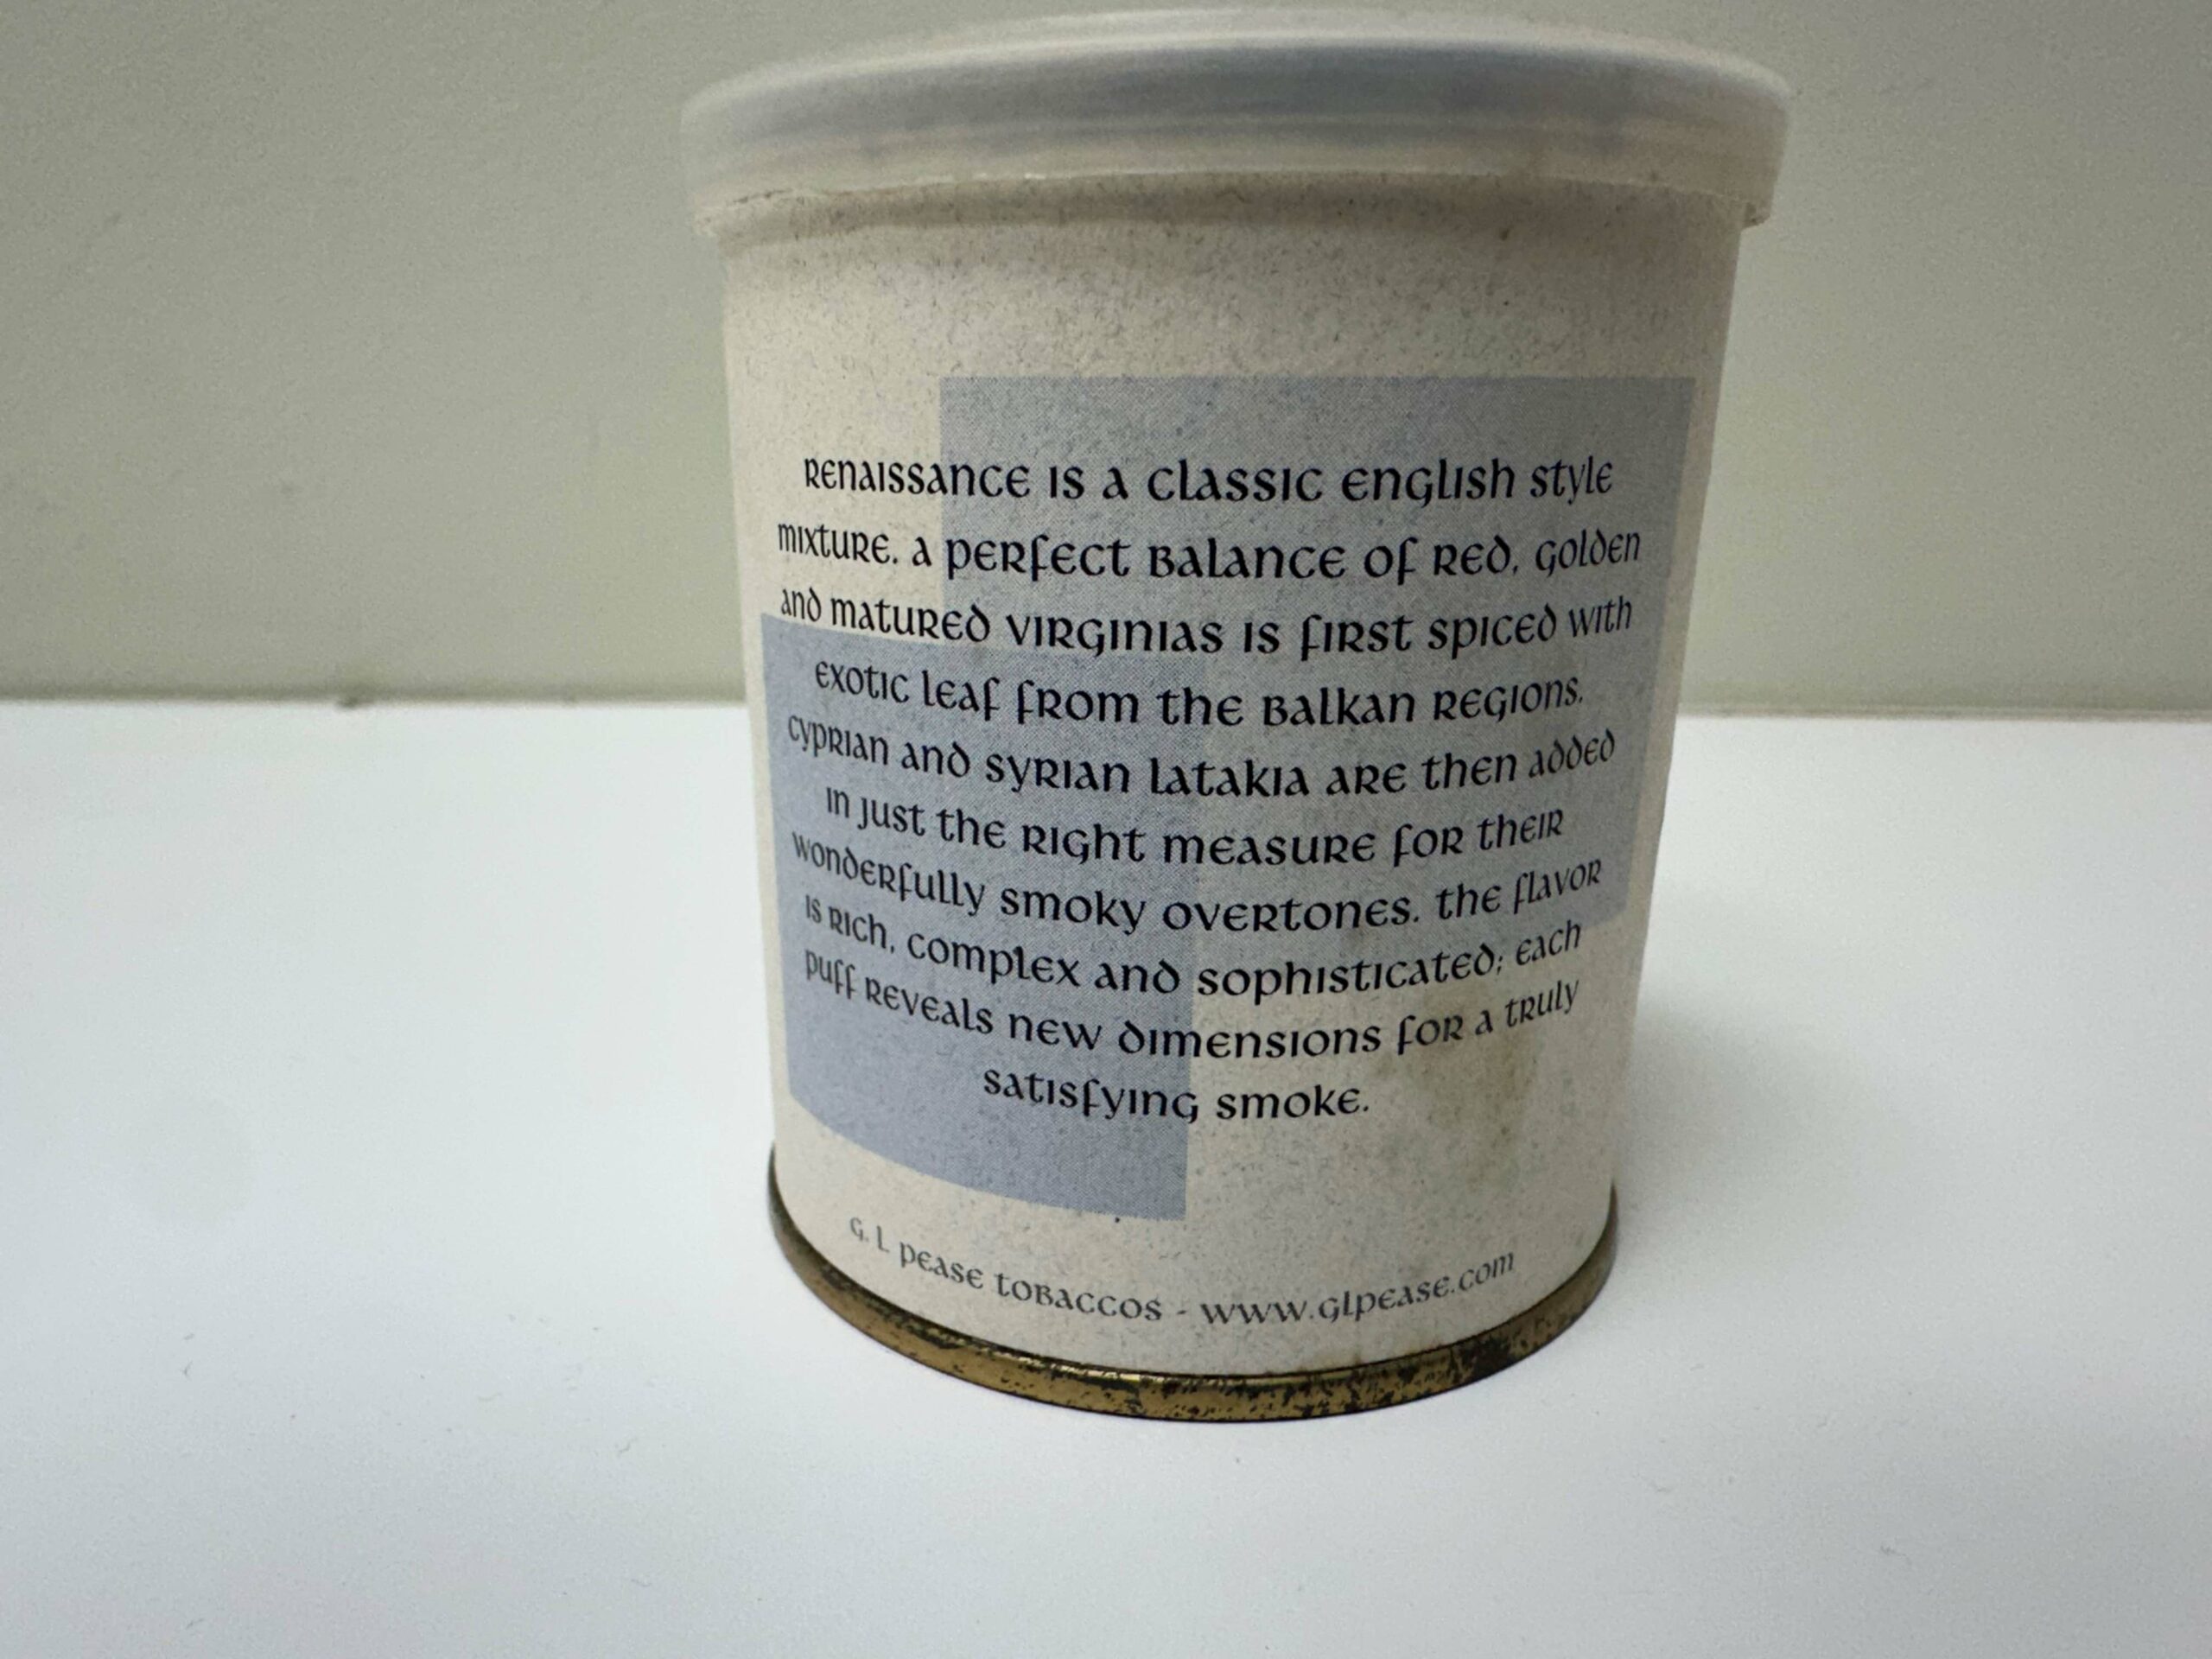 Renaissance is a classic English style
mixture. A perfect balance of red, golden
and matured virginias is first spiced with
exotic leaf from the Balkan regions.
Cyprian and Syrian latakia are then added
in just the right measure for their
wonderfully smoky overtones. The flavor
is rich, complex and sophisticated; each
puff reveals new dimensions for a truly
satisfying smoke.
G. L. Pease Tobaccos - www.glpease.com